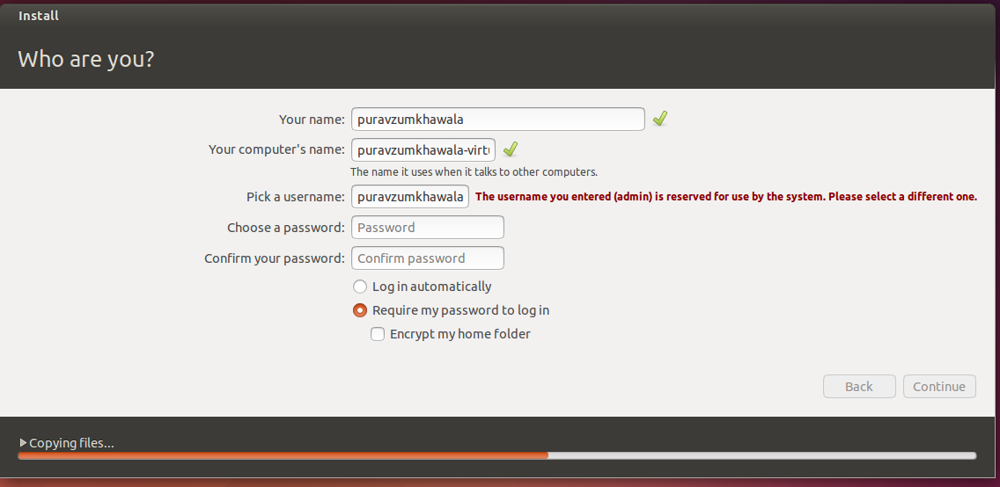 Install
Who are you?
Your name: puravzumkhawala
Your computer's name: puravzumkhawala-virtu
The name it uses when it talks to other computers.
Pick a username: puravzumkhawala The username you entered (admin) is reserved for use by the system. Please select a different one.
Choose a password: Password
Confirm your password: Confirm password
Log in automatically
Require my password to log in
Encrypt my home folder
Back Continue
Copying files...